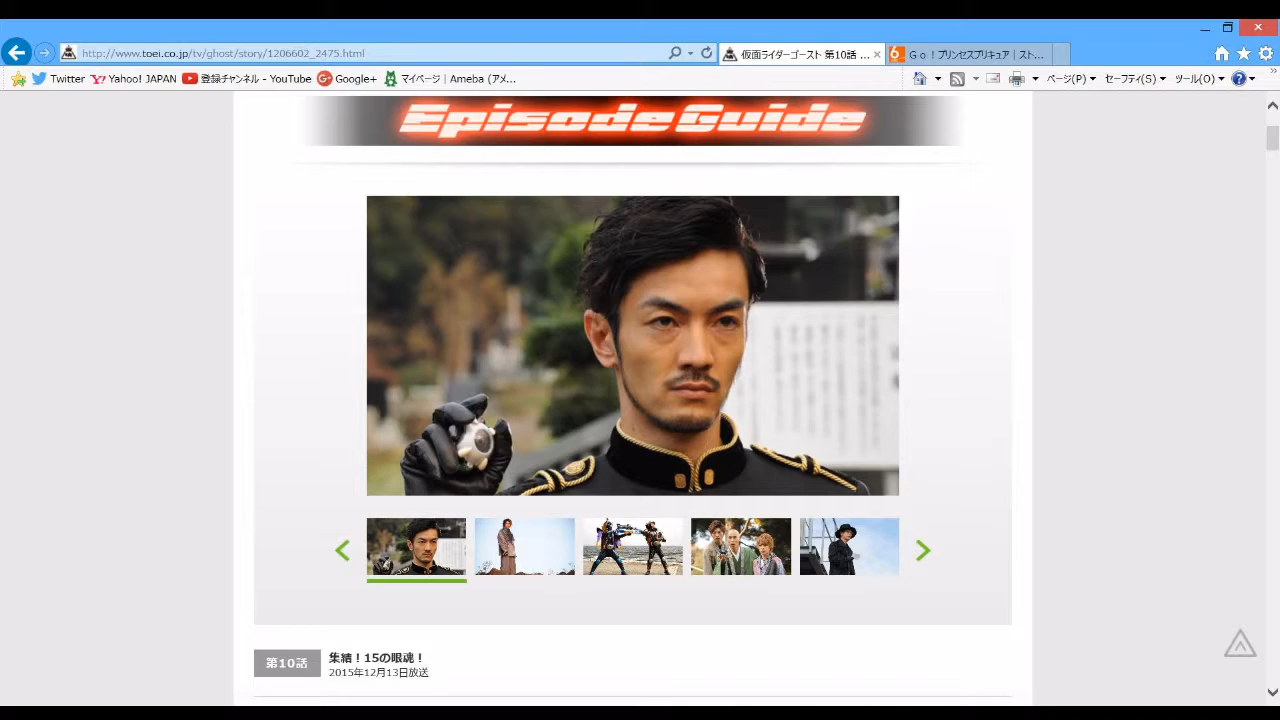 http://www.toei.co.jp/tv/ghost/story/1206602_2475.html
仮面ライダーゴースト 第10話 ...
Ｇｏ！プリンセスプリキュア｜スト...
Twitter
Yahoo! JAPAN
登録チャンネル - YouTube
Google+
マイページ｜Ameba (アメ...
ページ(P)
セーフティ(S)
ツール(O)
Episode Guide
第10話
集結！15の眼魂！
2015年12月13日放送